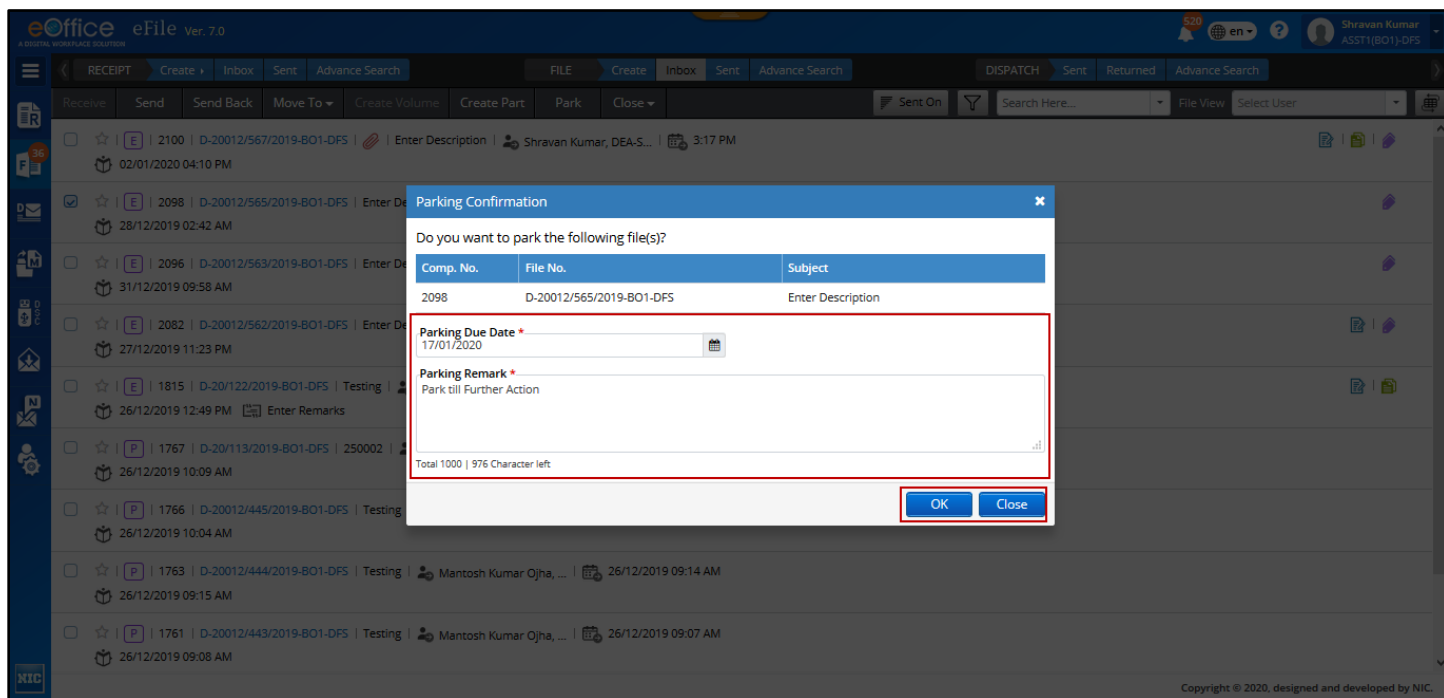 eOffice eFile Ver. 7.0
A DIGITAL WORKPLACE SOLUTION
520 en ? Shravan Kumar
ASST1(BO1)-DFS
RECEIPT Create Inbox Sent Advance Search FILE Create Inbox Sent Advance Search DISPATCH Sent Returned Advance Search
Receive Send Send Back Move To Create Volume Create Part Park Close Sent On Search Here... File View Select User
E | 2100 | D-20012/567/2019-BO1-DFS | | Enter Description | Shravan Kumar, DEA-S... | 3:17 PM
02/01/2020 04:10 PM
36
E | 2098 | D-20012/565/2019-BO1-DFS | Enter De
28/12/2019 02:42 AM
E | 2096 | D-20012/563/2019-BO1-DFS | Enter De
31/12/2019 09:58 AM
E | 2082 | D-20012/562/2019-BO1-DFS | Enter De
27/12/2019 11:23 PM
E | 1815 | D-20/122/2019-BO1-DFS | Testing |
26/12/2019 12:49 PM Enter Remarks
P | 1767 | D-20/113/2019-BO1-DFS | 250002 |
26/12/2019 10:09 AM
P | 1766 | D-20012/445/2019-BO1-DFS | Testing
26/12/2019 10:04 AM
P | 1763 | D-20012/444/2019-BO1-DFS | Testing | Mantosh Kumar Ojha, ... | 26/12/2019 09:14 AM
26/12/2019 09:15 AM
P | 1761 | D-20012/443/2019-BO1-DFS | Testing | Mantosh Kumar Ojha, ... | 26/12/2019 09:07 AM
26/12/2019 09:08 AM
Parking Confirmation
Do you want to park the following file(s)?
Comp. No. File No. Subject
2098 D-20012/565/2019-BO1-DFS Enter Description
Parking Due Date *
17/01/2020
Parking Remark *
Park till Further Action
Total 1000 | 976 Character left
OK Close
NIC
Copyright © 2020, designed and developed by NIC.